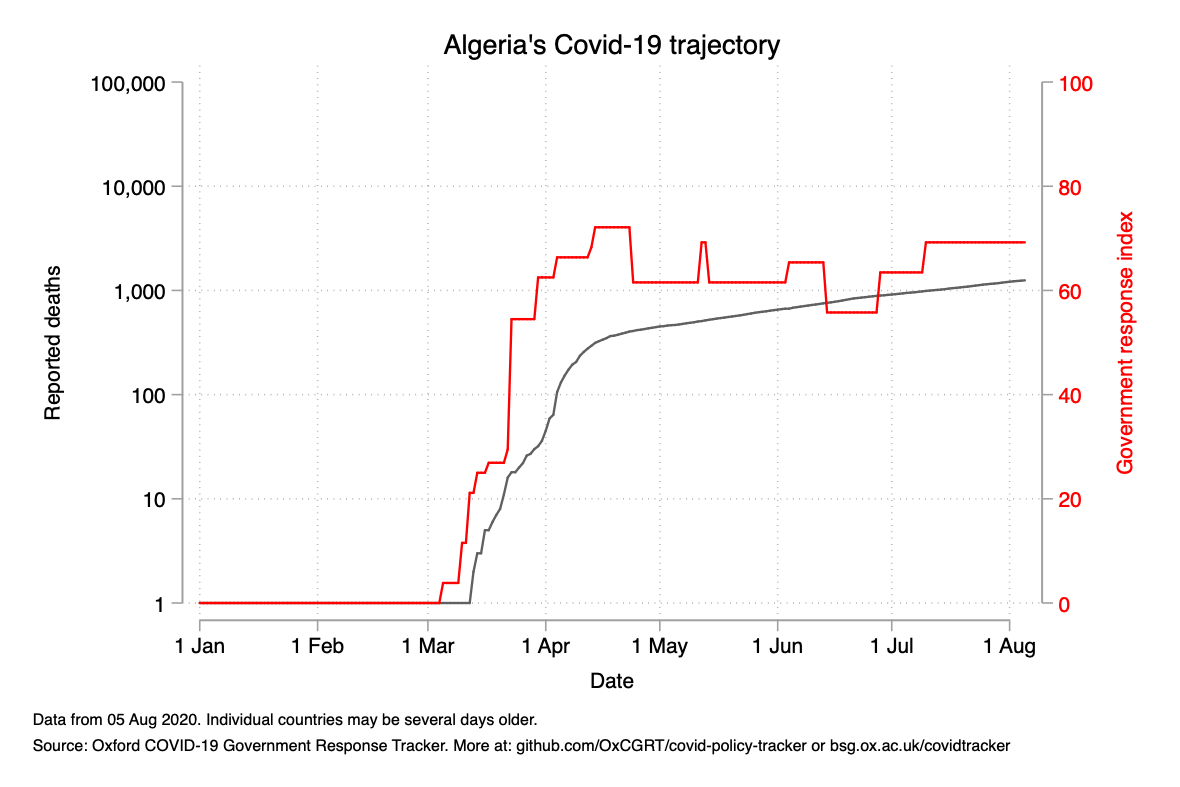 Algeria's Covid-19 trajectory
100,000
10,000
1,000
100
10
1
Reported deaths
100
80
60
40
20
0
Government response index
1 Jan 1 Feb 1 Mar 1 Apr 1 May 1 Jun 1 Jul 1 Aug
Date
Data from 05 Aug 2020. Individual countries may be several days older.
Source: Oxford COVID-19 Government Response Tracker. More at: github.com/OxCGRT/covid-policy-tracker or bsg.ox.ac.uk/covidtracker